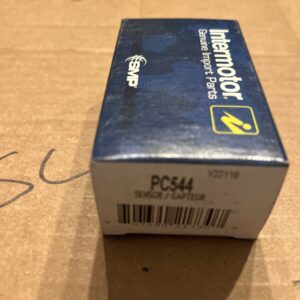 Intermotor
Genuine Import Parts
SMP
i
V22110
PC544
SENSOR / CAPTEUR